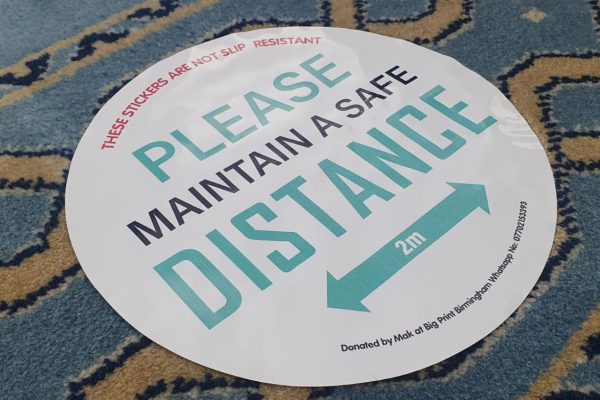 THESE STICKERS ARE NOT SLIP RESISTANT
PLEASE
MAINTAIN A SAFE
DISTANCE
2m
Donated by Mak at Big Print Birmingham Whatsapp No: 07702153393